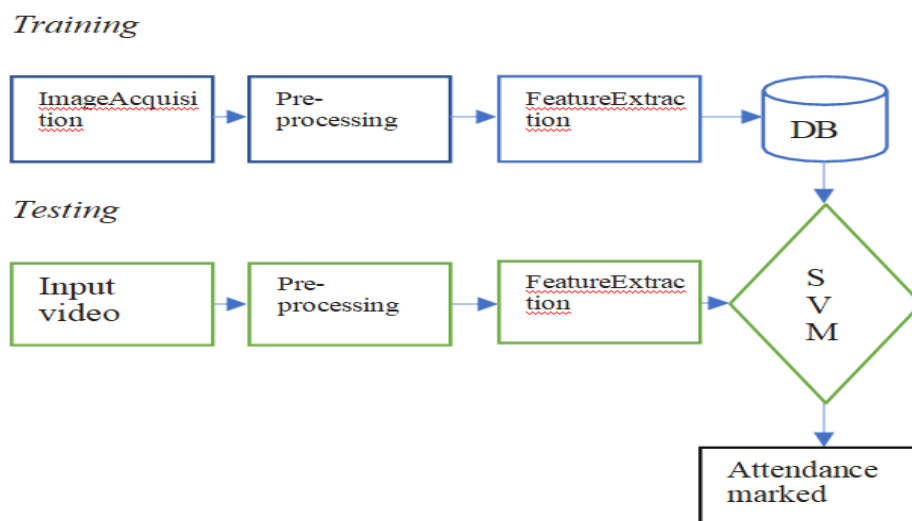 Training
ImageAcquisi
tion
Pre-
processing
FeatureExtrac
tion
DB
Testing
Input
video
Pre-
processing
FeatureExtrac
tion
S
V
M
Attendance
marked